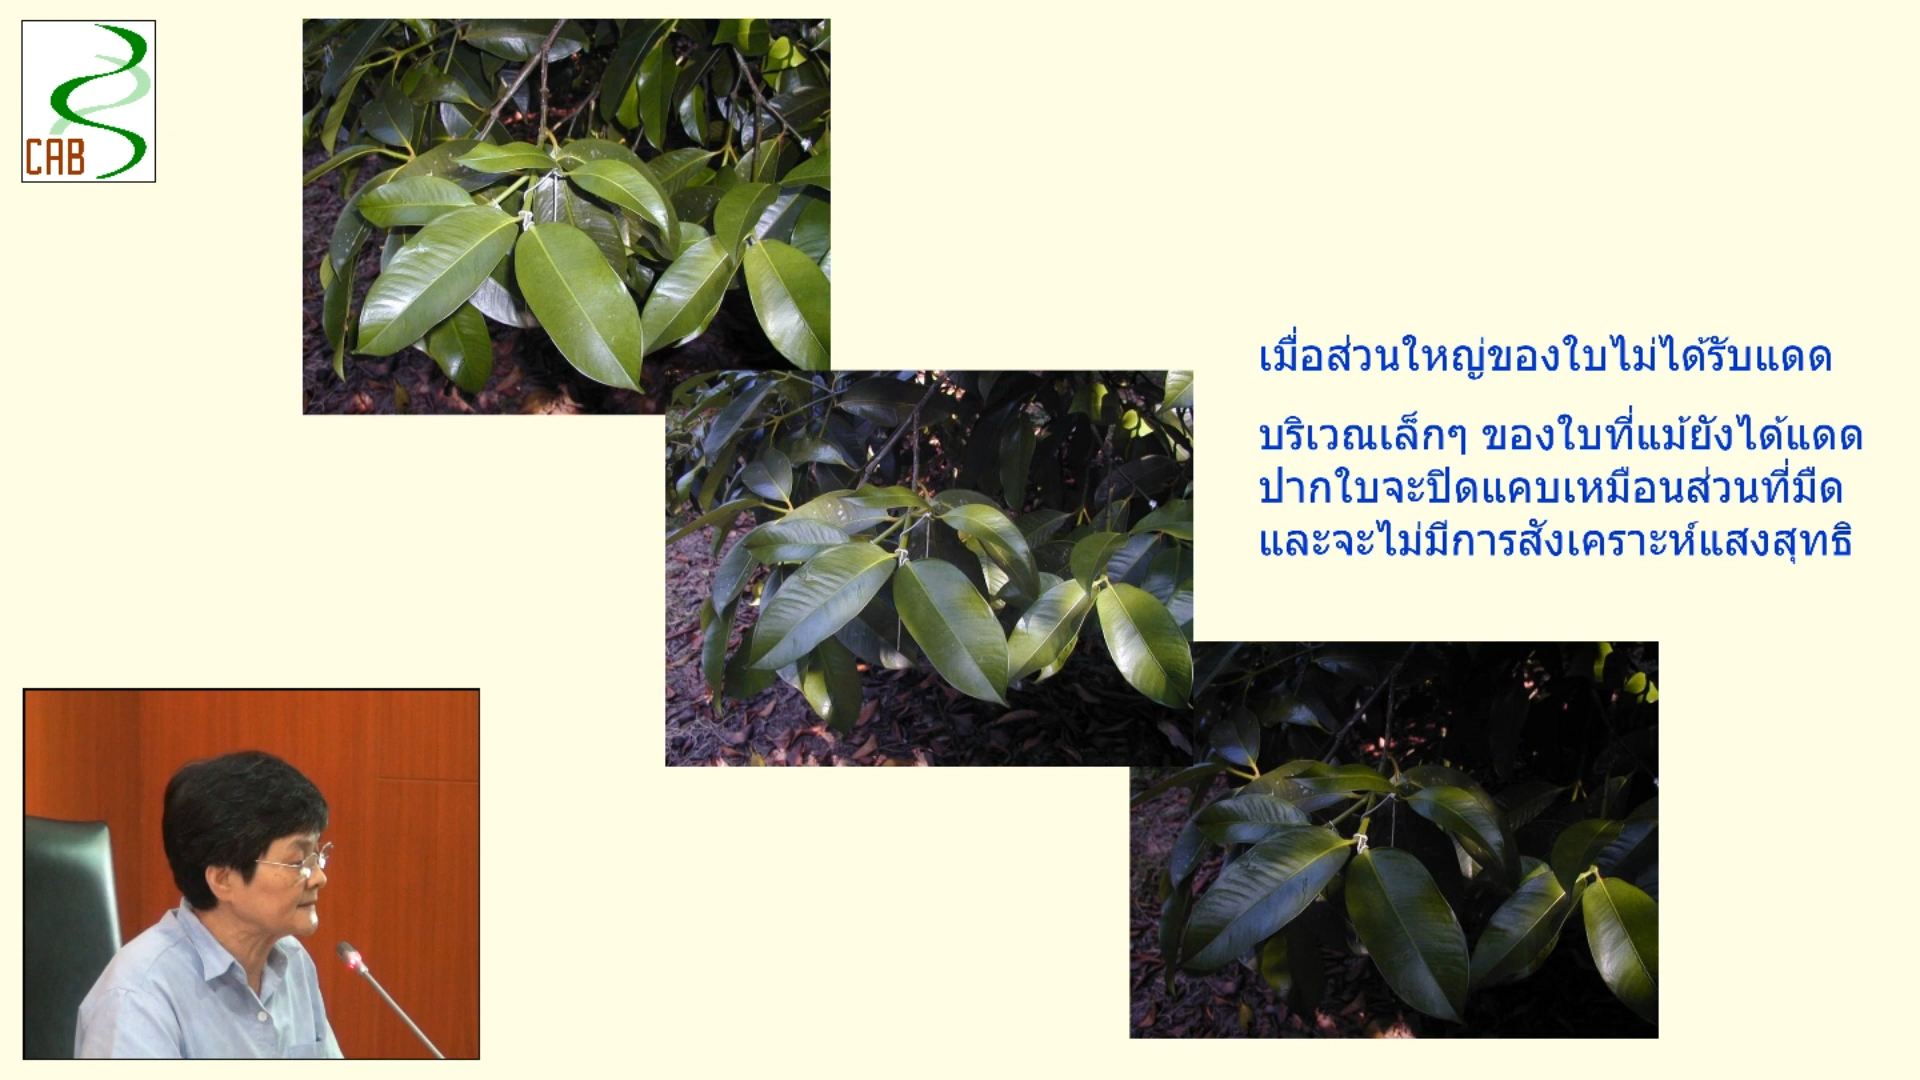 CAB
เมื่อส่วนใหญ่ของใบไม่ได้รับแดด
บริเวณเล็กๆ ของใบที่แม้ยังได้แดด
ปากใบจะปิดแคบเหมือนส่วนที่มืด
และจะไม่มีการสังเคราะห์แสงสุทธิ